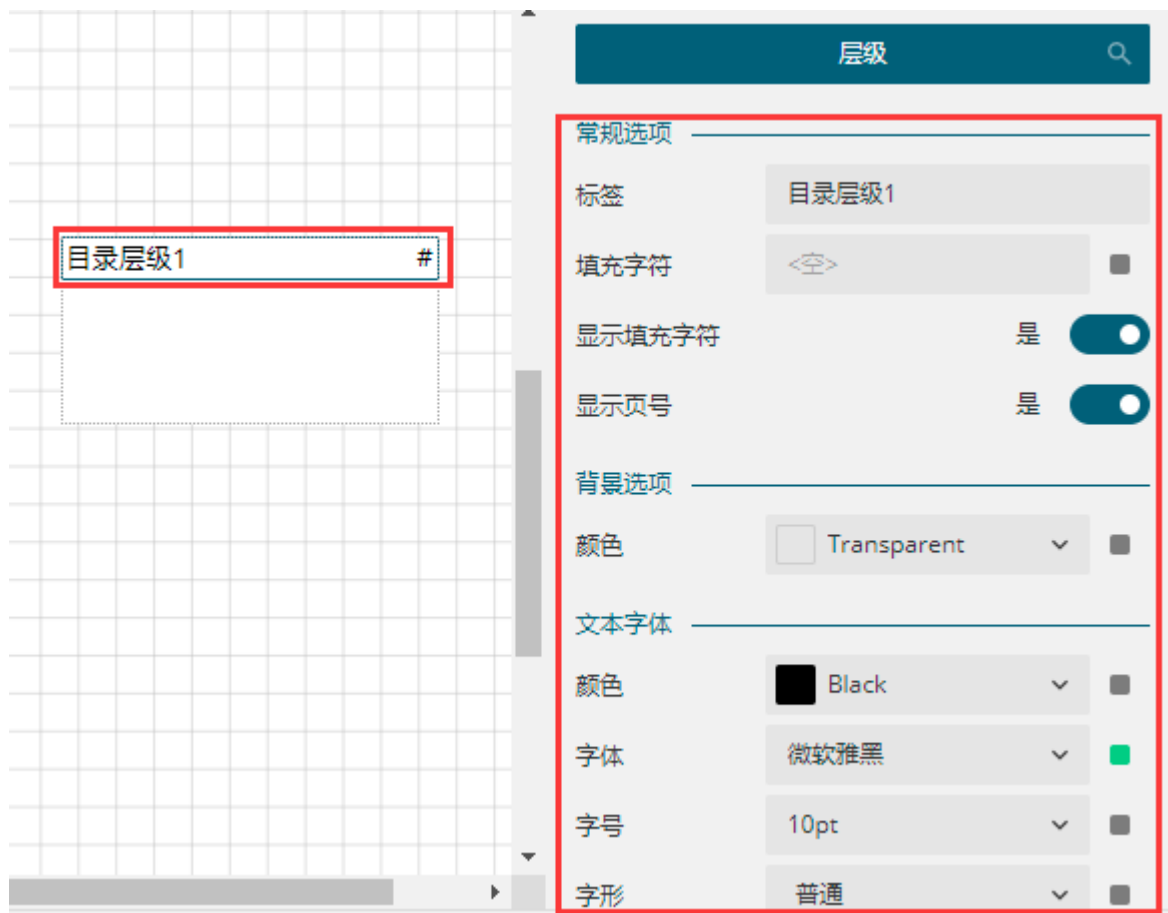 层级
目录层级1 #
常规选项
标签 目录层级1
填充字符 <空>
显示填充字符 是
显示页号 是
背景选项
颜色 Transparent
文本字体
颜色 Black
字体 微软雅黑
字号 10pt
字形 普通